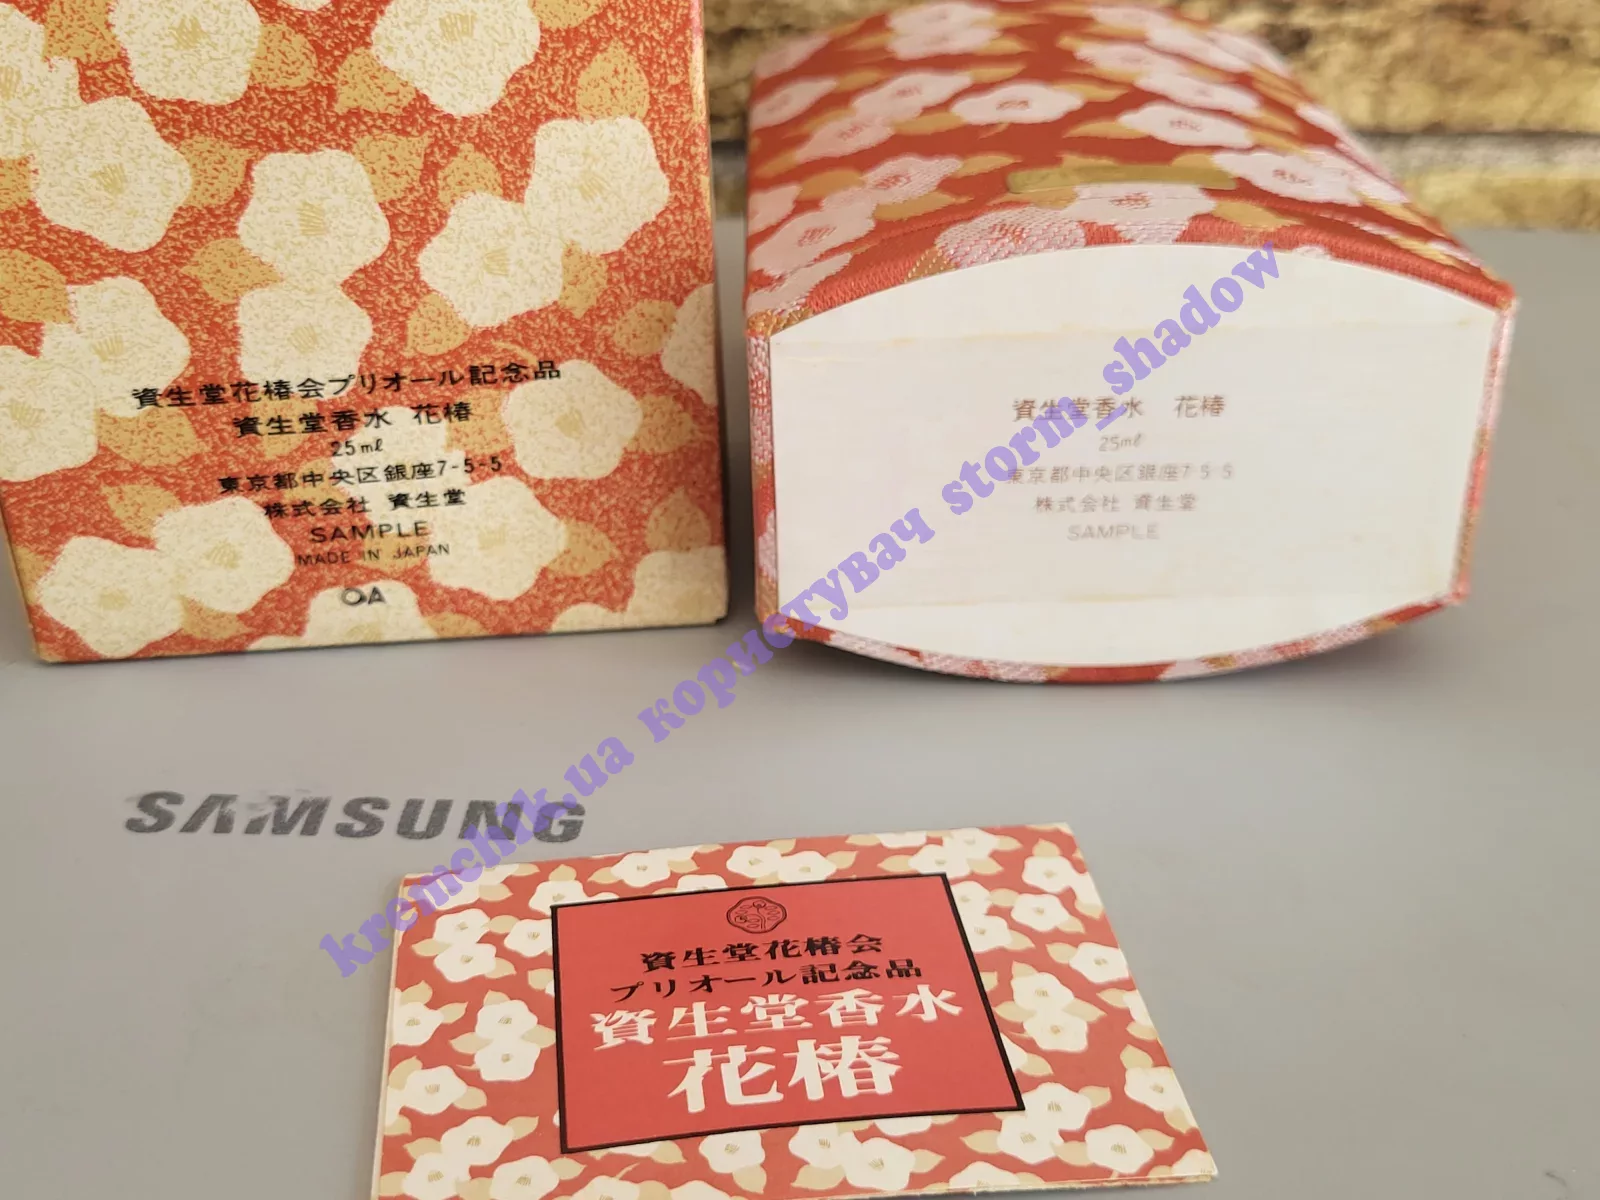 資生堂花椿会プリオール記念品
資生堂香水 花椿
25ml
東京都中央区銀座7-5-5
株式会社 資生堂
SAMPLE
MADE IN JAPAN
OA
資生堂香水 花椿
25ml
東京都中央区銀座7-5-5
株式会社 資生堂
SAMPLE
SAMSUNG
資生堂花椿会
プリオール記念品
資生堂香水
花椿
kremchik.ua користувач storm_shadow